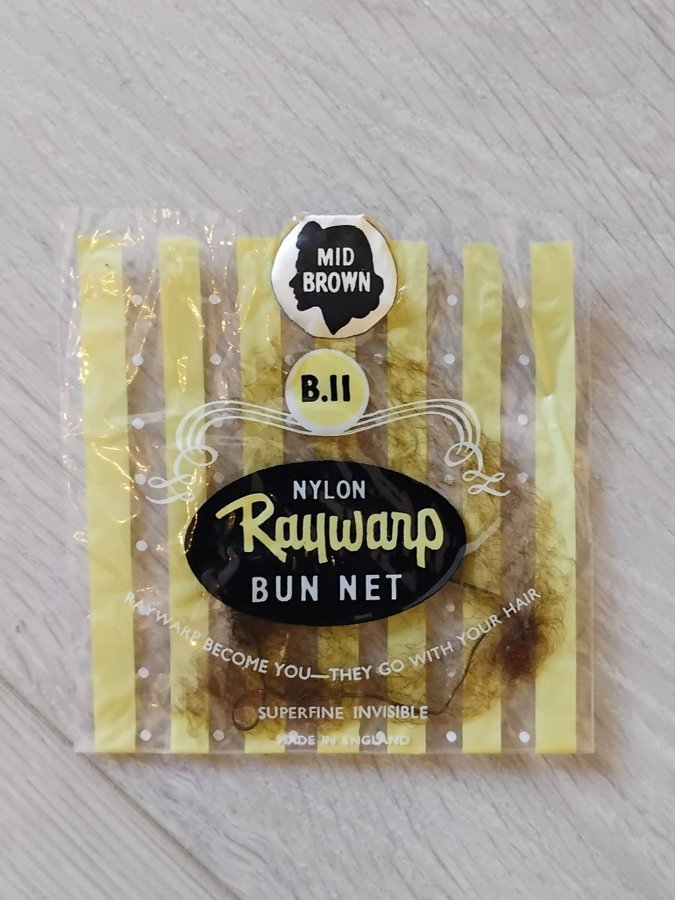 MID
BROWN
B.11
NYLON
Raywarp
BUN NET
RAYWARP BECOME YOU—THEY GO WITH YOUR HAIR
SUPERFINE INVISIBLE
MADE IN ENGLAND